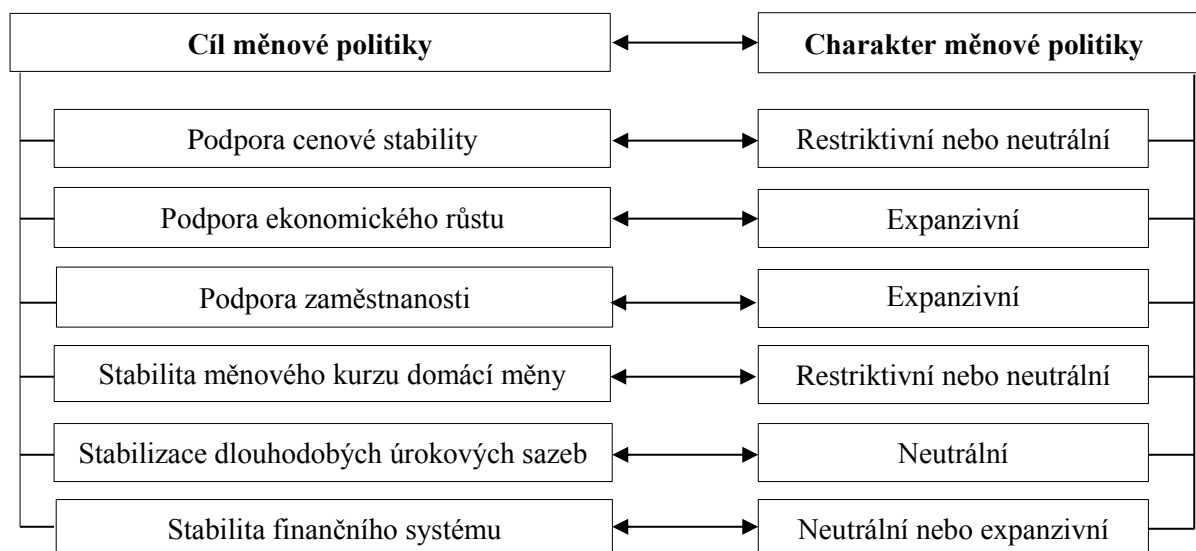 Cíl měnové politiky
Charakter měnové politiky
Podpora cenové stability
Restriktivní nebo neutrální
Podpora ekonomického růstu
Expanzivní
Podpora zaměstnanosti
Expanzivní
Stabilita měnového kurzu domácí měny
Restriktivní nebo neutrální
Stabilizace dlouhodobých úrokových sazeb
Neutrální
Stabilita finančního systému
Neutrální nebo expanzivní